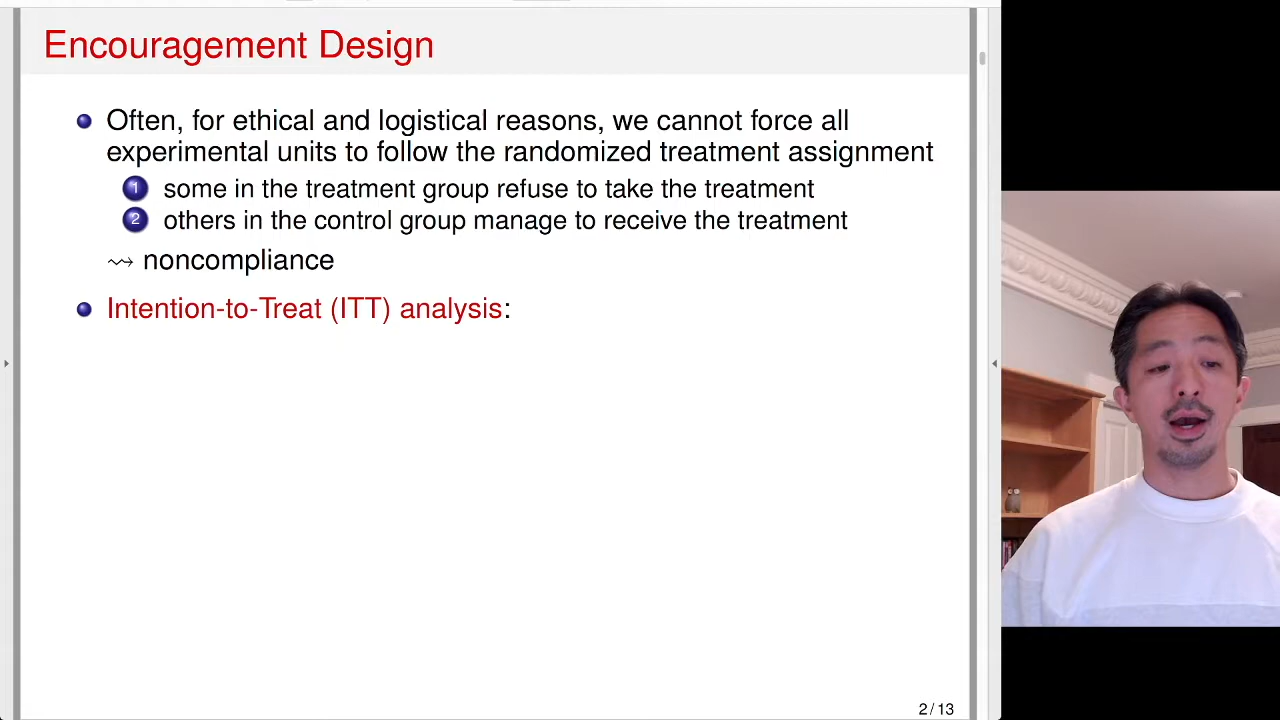 Encouragement Design
Often, for ethical and logistical reasons, we cannot force all
experimental units to follow the randomized treatment assignment
1 some in the treatment group refuse to take the treatment
2 others in the control group manage to receive the treatment
⇝ noncompliance
Intention-to-Treat (ITT) analysis:
2 / 13